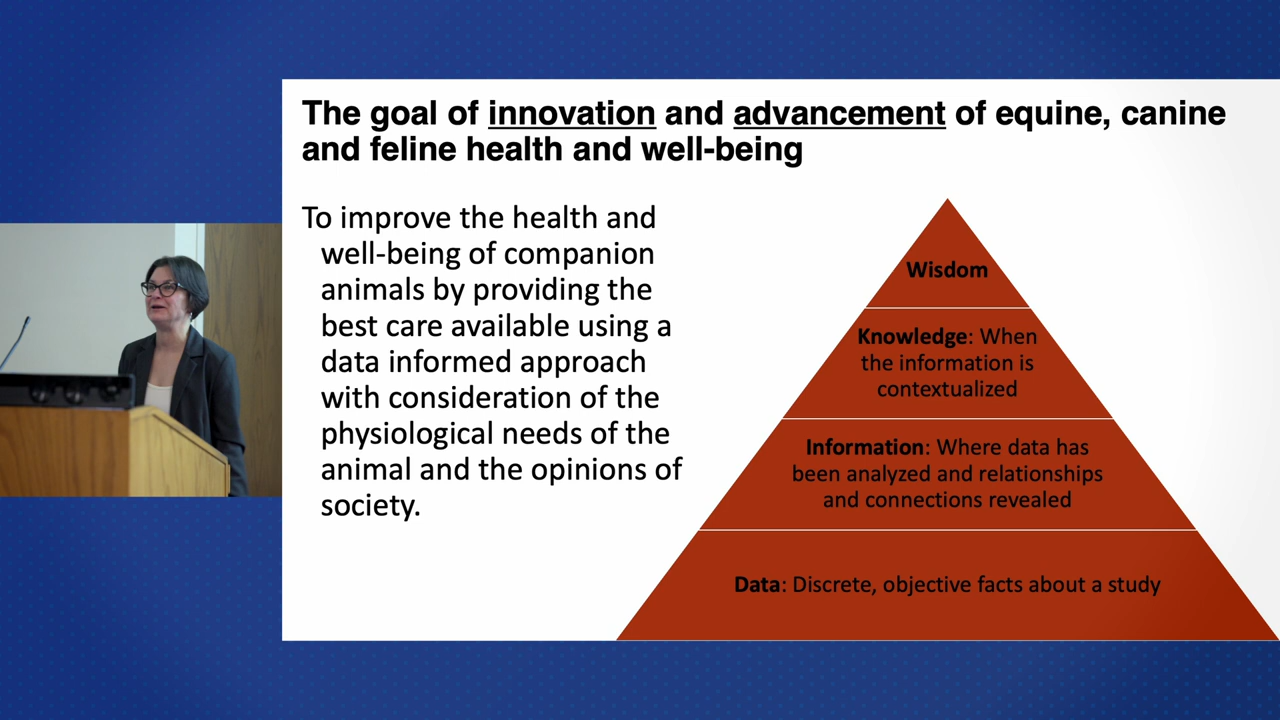 The goal of innovation and advancement of equine, canine
and feline health and well-being
To improve the health and
well-being of companion
animals by providing the
best care available using a
data informed approach
with consideration of the
physiological needs of the
animal and the opinions of
society.
Wisdom
Knowledge: When
the information is
contextualized
Information: Where data has
been analyzed and relationships
and connections revealed
Data: Discrete, objective facts about a study